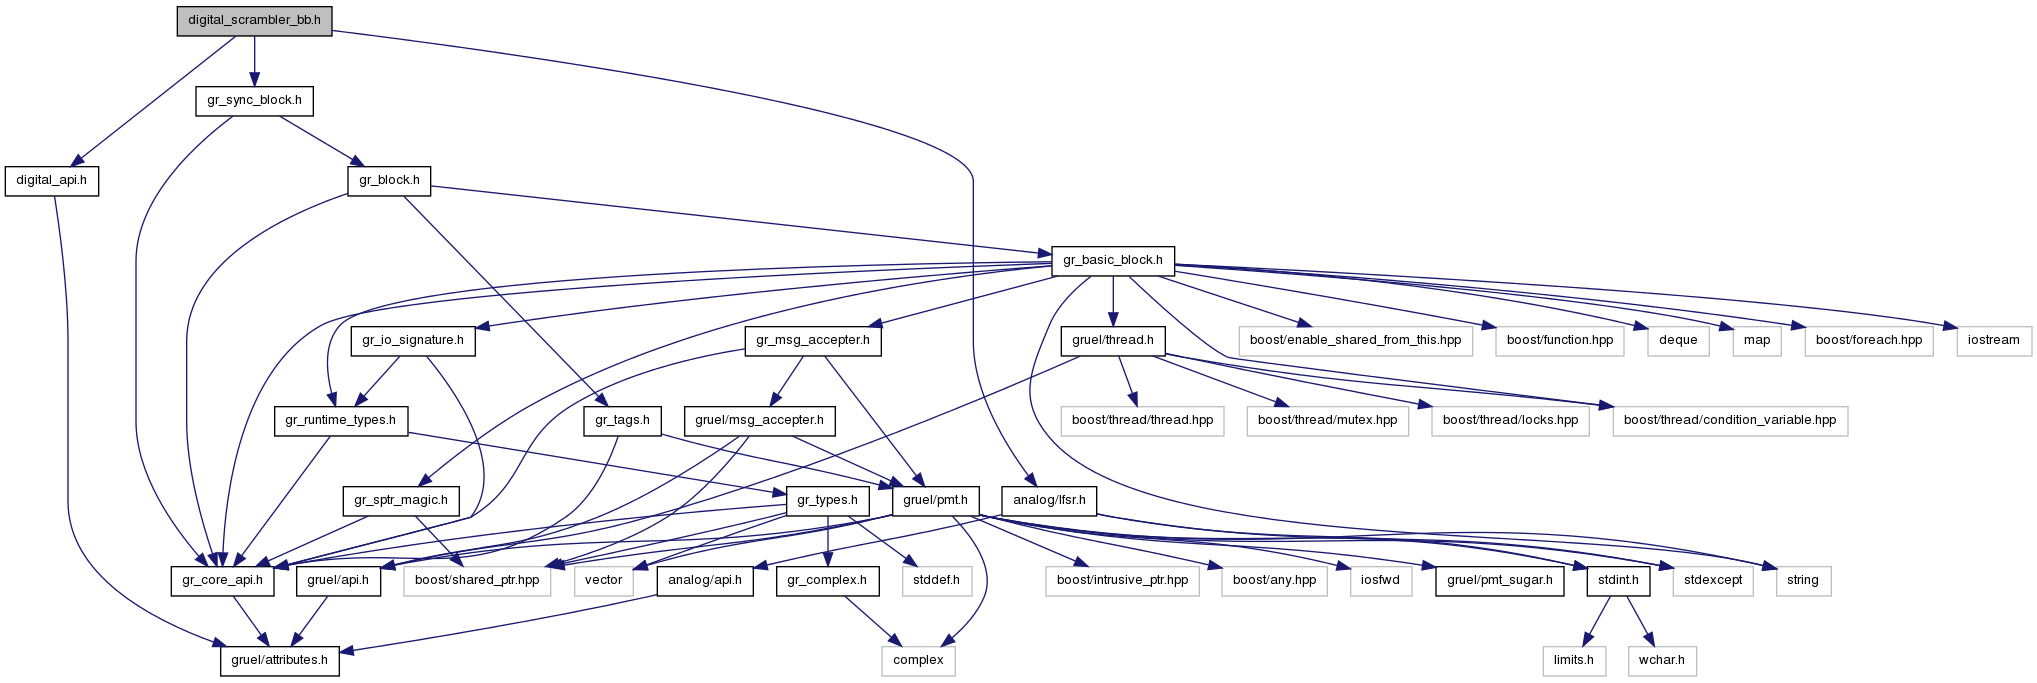 digital_scrambler_bb.h
gr_sync_block.h
digital_api.h
gr_block.h
gr_basic_block.h
gr_io_signature.h
gr_msg_accepter.h
gruel/thread.h
boost/enable_shared_from_this.hpp
boost/function.hpp
deque
map
boost/foreach.hpp
iostream
gr_runtime_types.h
gr_tags.h
gruel/msg_accepter.h
boost/thread/thread.hpp
boost/thread/mutex.hpp
boost/thread/locks.hpp
boost/thread/condition_variable.hpp
gr_sptr_magic.h
gr_types.h
gruel/pmt.h
analog/lfsr.h
gr_core_api.h
gruel/api.h
boost/shared_ptr.hpp
vector
analog/api.h
gr_complex.h
stddef.h
boost/intrusive_ptr.hpp
boost/any.hpp
iosfwd
gruel/pmt_sugar.h
stdint.h
stdexcept
string
gruel/attributes.h
complex
limits.h
wchar.h